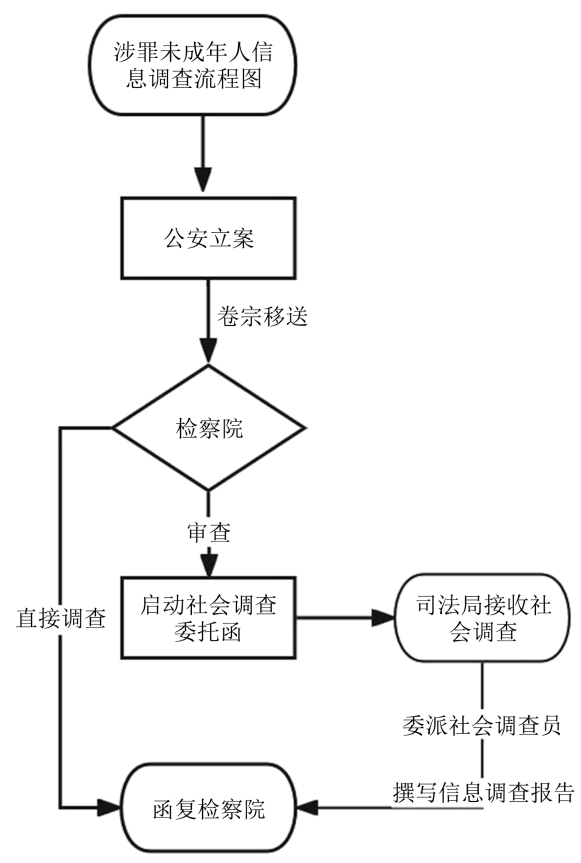 涉罪未成年人信
息调查流程图
公安立案
卷宗移送
检察院
审查
启动社会调查
委托函
司法局接收社
会调查
直接调查
委派社会调查员
撰写信息调查报告
函复检察院